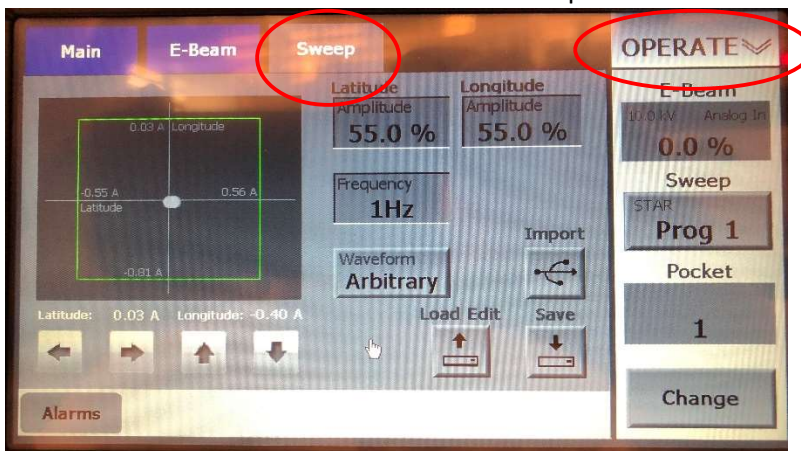 Main
E-Beam
Sweep
OPERATE
Latitude
Longitude
Amplitude
55.0 %
Amplitude
55.0 %
0.03 A Longitude
-0.55 A
Latitude
0.56 A
-0.81 A
Frequency
1Hz
Waveform
Arbitrary
Import
Load Edit
Save
Latitude: 0.03 A Longitude: -0.40 A
Alarms
E-Beam
10.0 kV Analog In
0.0 %
Sweep
STAR
Prog 1
Pocket
1
Change